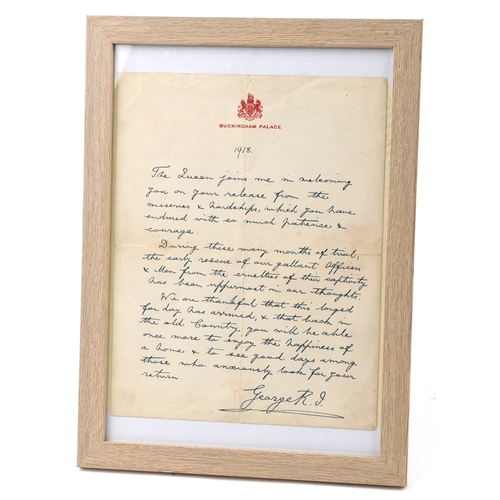 BUCKINGHAM PALACE
1918.
The Queen joins me in welcoming
you on your release from the
miseries & hardships, which you have
endured with so much patience &
courage.
During these many months of trial,
the early rescue of our gallant Officers
& Men from the cruelties of their captivity
has been uppermost in our thoughts.
We are thankful that this longed
for day has arrived, & that back in
the old Country you will be able
once more to enjoy the happiness of
a home & to see good days among
those who anxiously look for your
return.
George R.I.